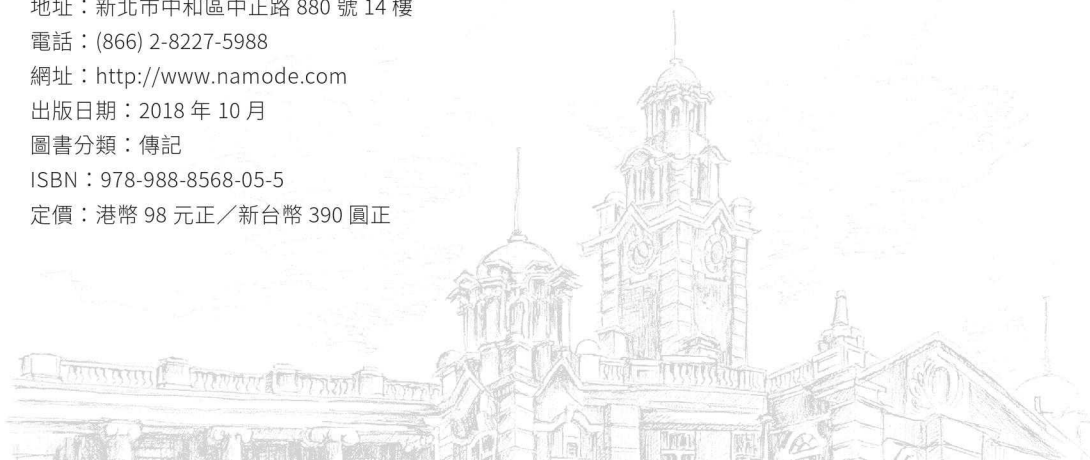 地址：新北市中和區中正路 880 號 14 樓
電話：(866) 2-8227-5988
網址：http://www.namode.com
出版日期：2018 年 10 月
圖書分類：傳記
ISBN：978-988-8568-05-5
定價：港幣 98 元正／新台幣 390 圓正